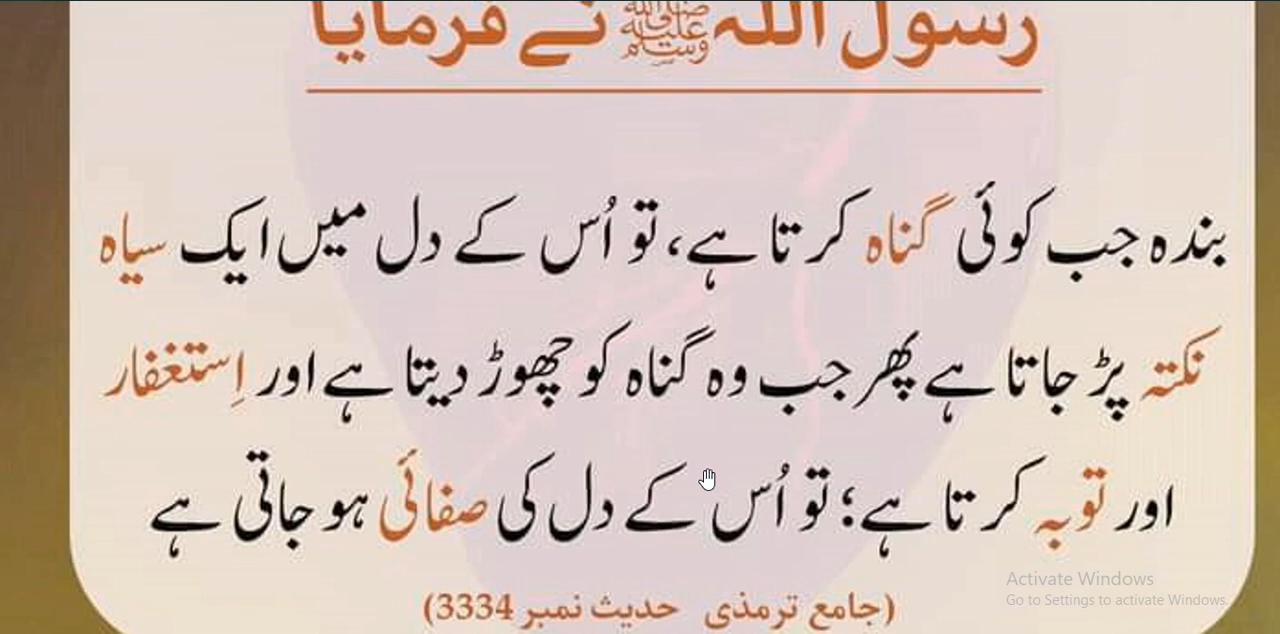 رسول اللہ ﷺ نے فرمایا
بندہ جب کوئی گناہ کرتا ہے، تو اُس کے دل میں ایک سیاہ
نکتہ پڑ جاتا ہے پھر جب وہ گناہ کو چھوڑ دیتا ہے اور اِستغفار
اور توبہ کرتا ہے؛ تو اُس کے دل کی صفائی ہو جاتی ہے
(جامع ترمذی حدیث نمبر 3334)
Activate Windows
Go to Settings to activate Windows.